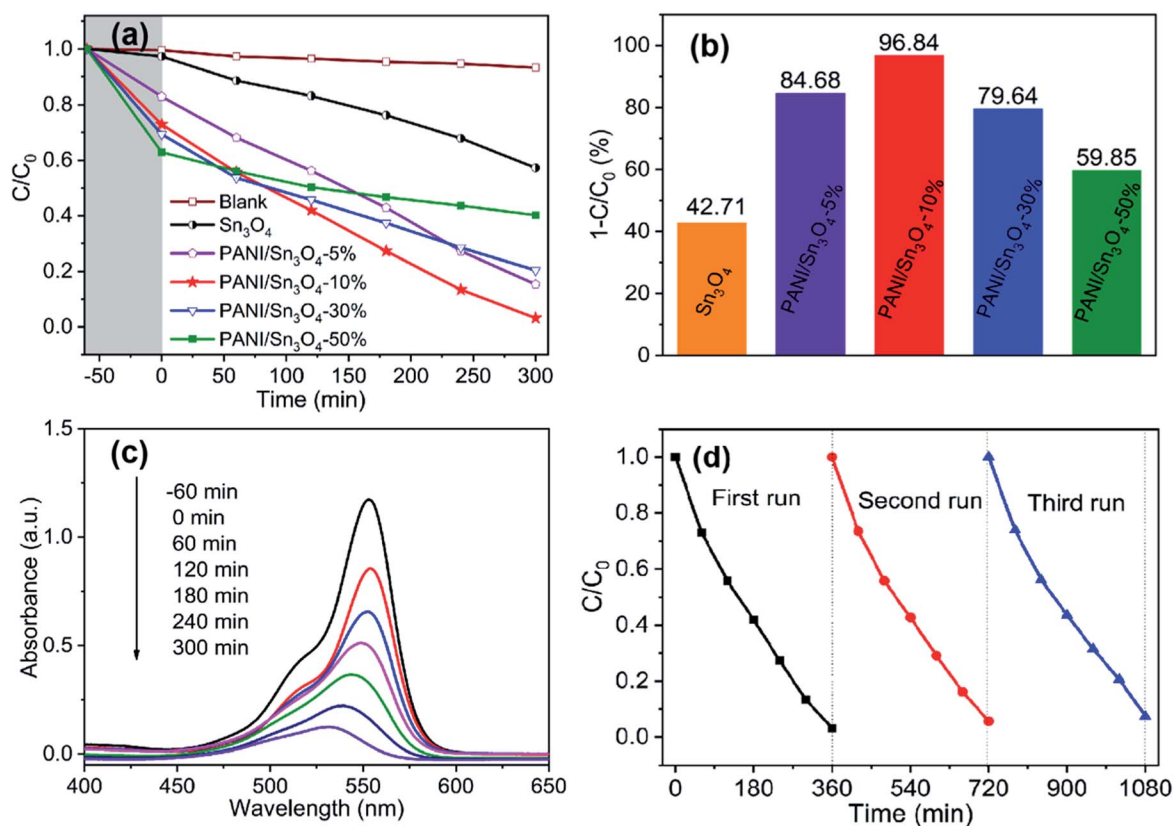 (a)
1.0
0.8
0.6
0.4
0.2
0.0
C/C₀
Blank
Sn₃O₄
PANI/Sn₃O₄-5%
PANI/Sn₃O₄-10%
PANI/Sn₃O₄-30%
PANI/Sn₃O₄-50%
-50 0 50 100 150 200 250 300
Time (min)
(b)
100
80
60
40
20
0
1-C/C₀ (%)
42.71
84.68
96.84
79.64
59.85
Sn₃O₄
PANI/Sn₃O₄-5%
PANI/Sn₃O₄-10%
PANI/Sn₃O₄-30%
PANI/Sn₃O₄-50%
(c)
1.5
1.0
0.5
0.0
Absorbance (a.u.)
-60 min
0 min
60 min
120 min
180 min
240 min
300 min
400 450 500 550 600 650
Wavelength (nm)
(d)
1.0
0.8
0.6
0.4
0.2
0.0
C/C₀
First run
Second run
Third run
0 180 360 540 720 900 1080
Time (min)